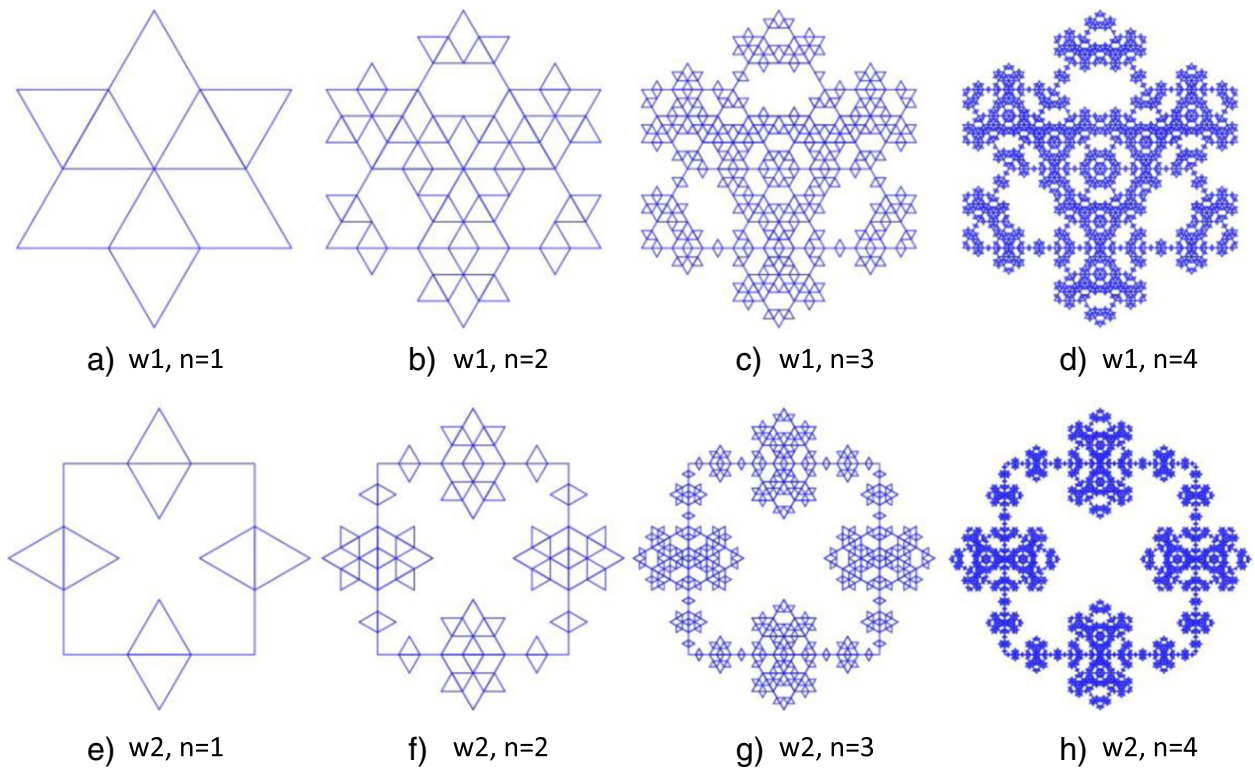 a) w1, n=1
b) w1, n=2
c) w1, n=3
d) w1, n=4
e) w2, n=1
f) w2, n=2
g) w2, n=3
h) w2, n=4